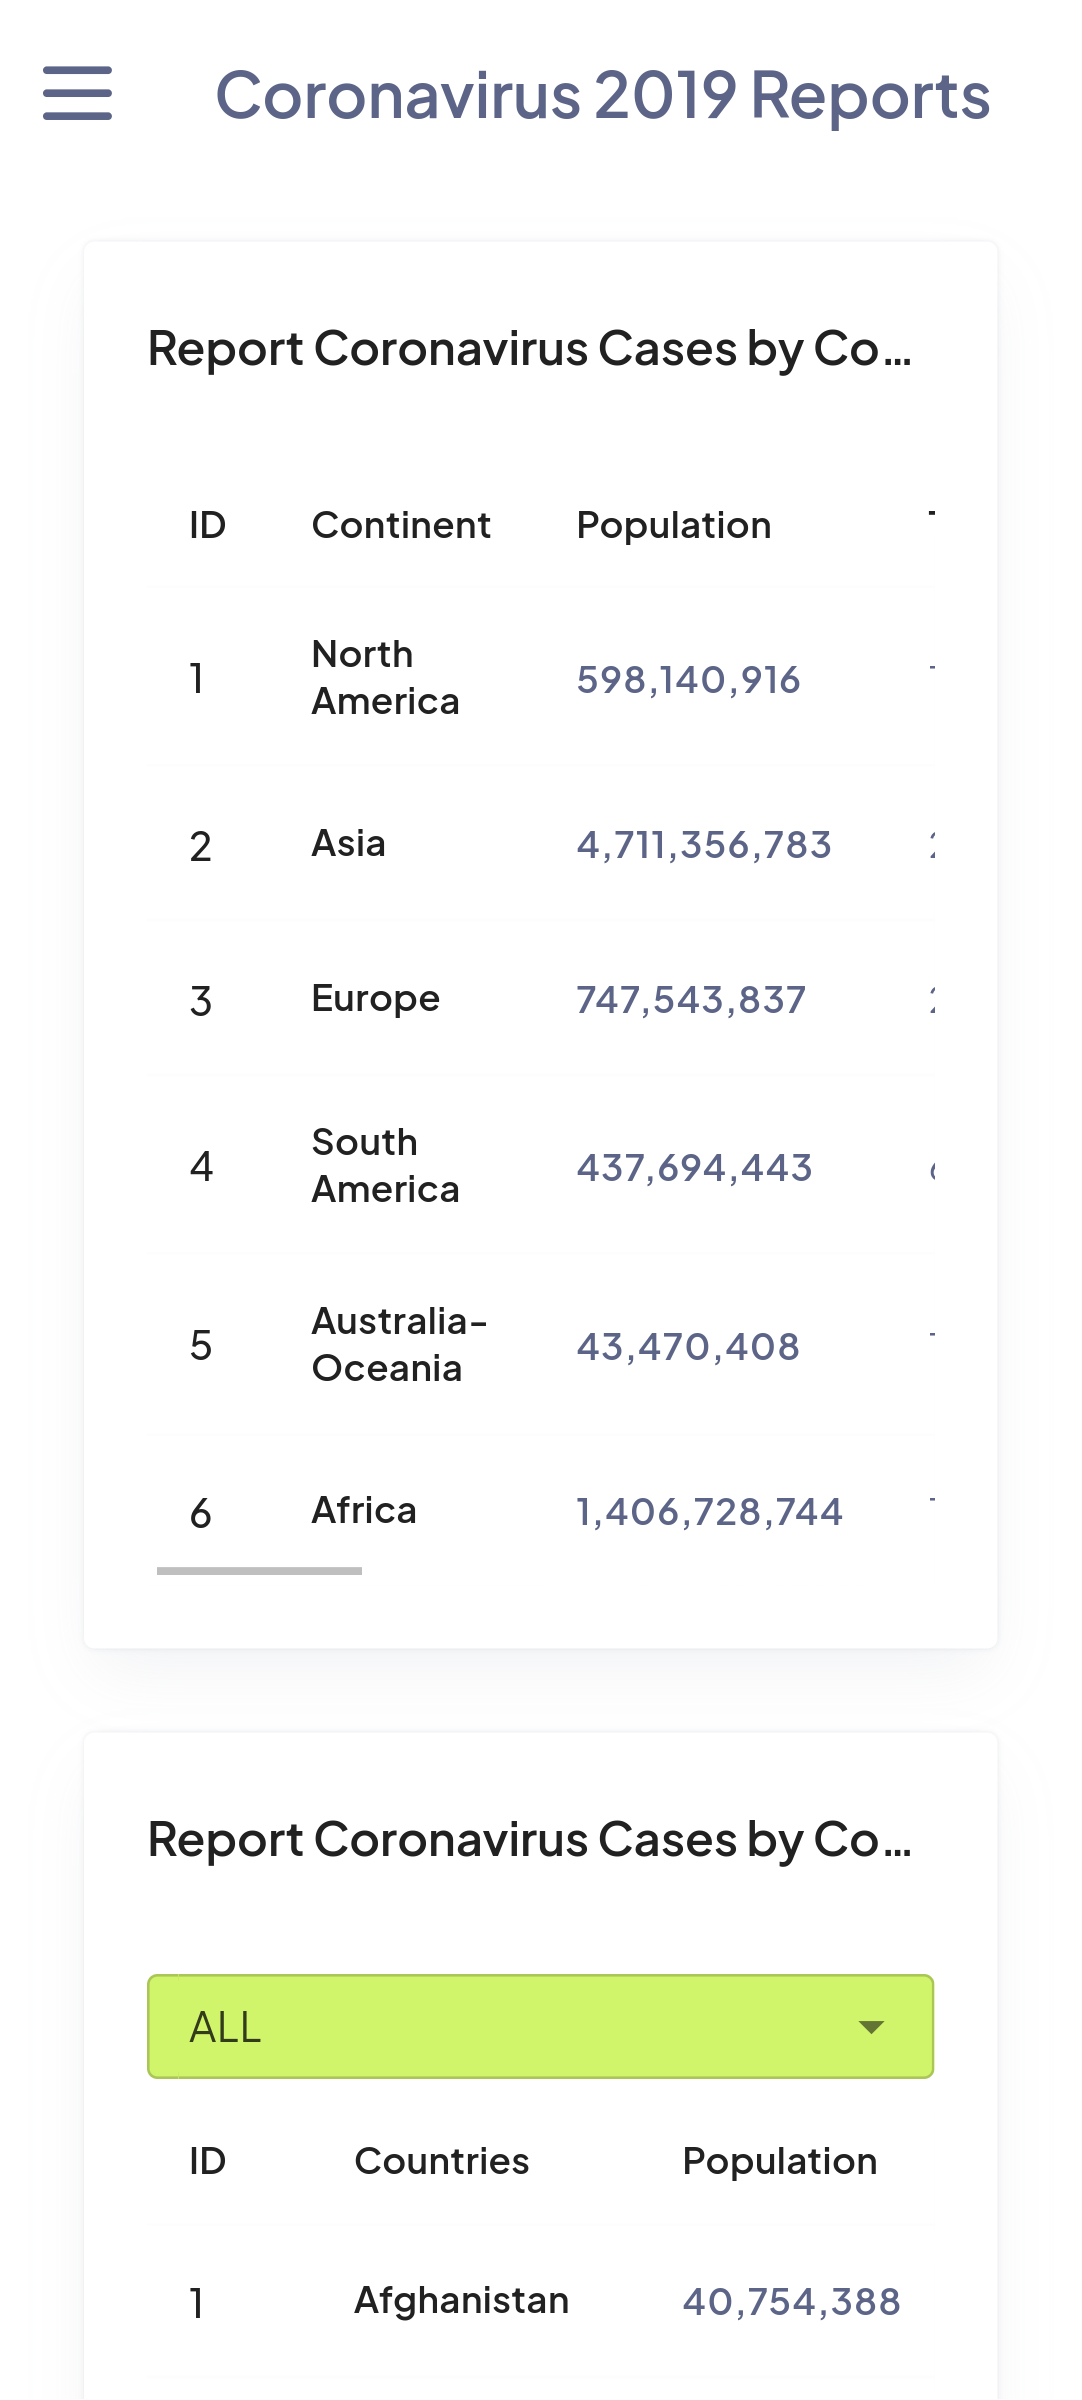 Coronavirus 2019 Reports
Report Coronavirus Cases by Co...
ID Continent Population
1 North America 598,140,916
2 Asia 4,711,356,783
3 Europe 747,543,837
4 South America 437,694,443
5 Australia-Oceania 43,470,408
6 Africa 1,406,728,744
Report Coronavirus Cases by Co...
ALL
ID Countries Population
1 Afghanistan 40,754,388